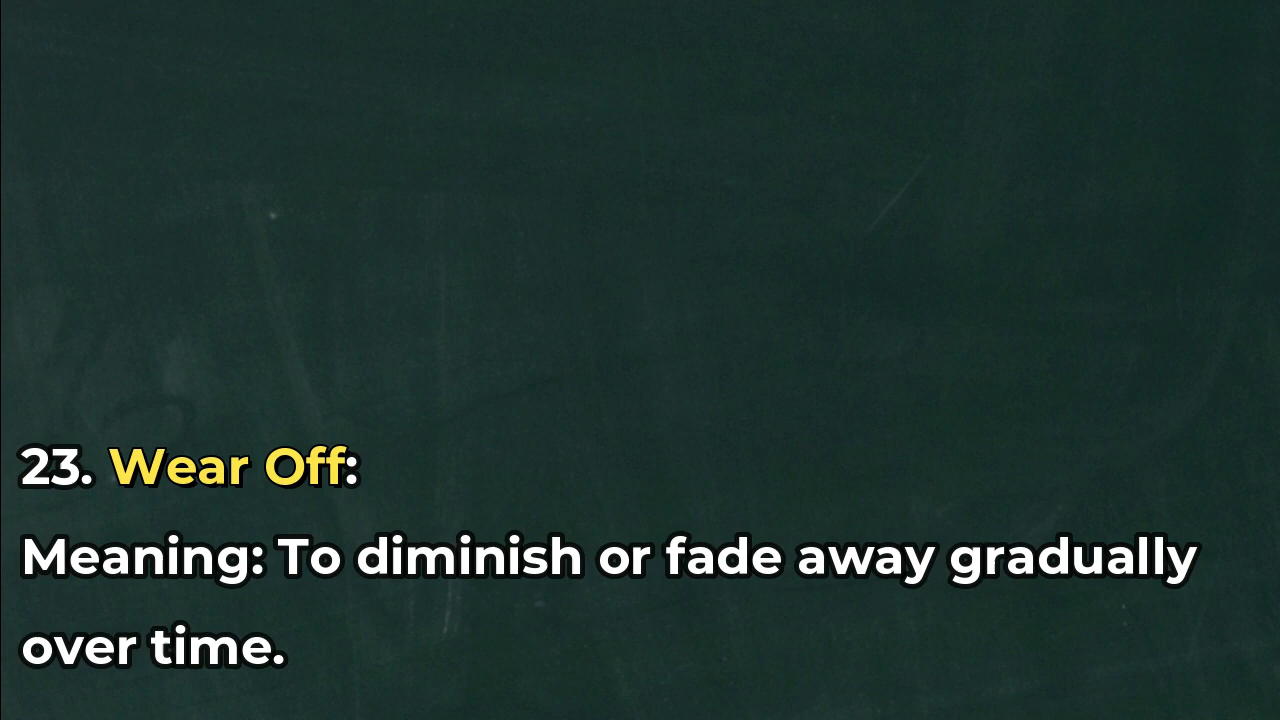 23. Wear Off:
Meaning: To diminish or fade away gradually
over time.